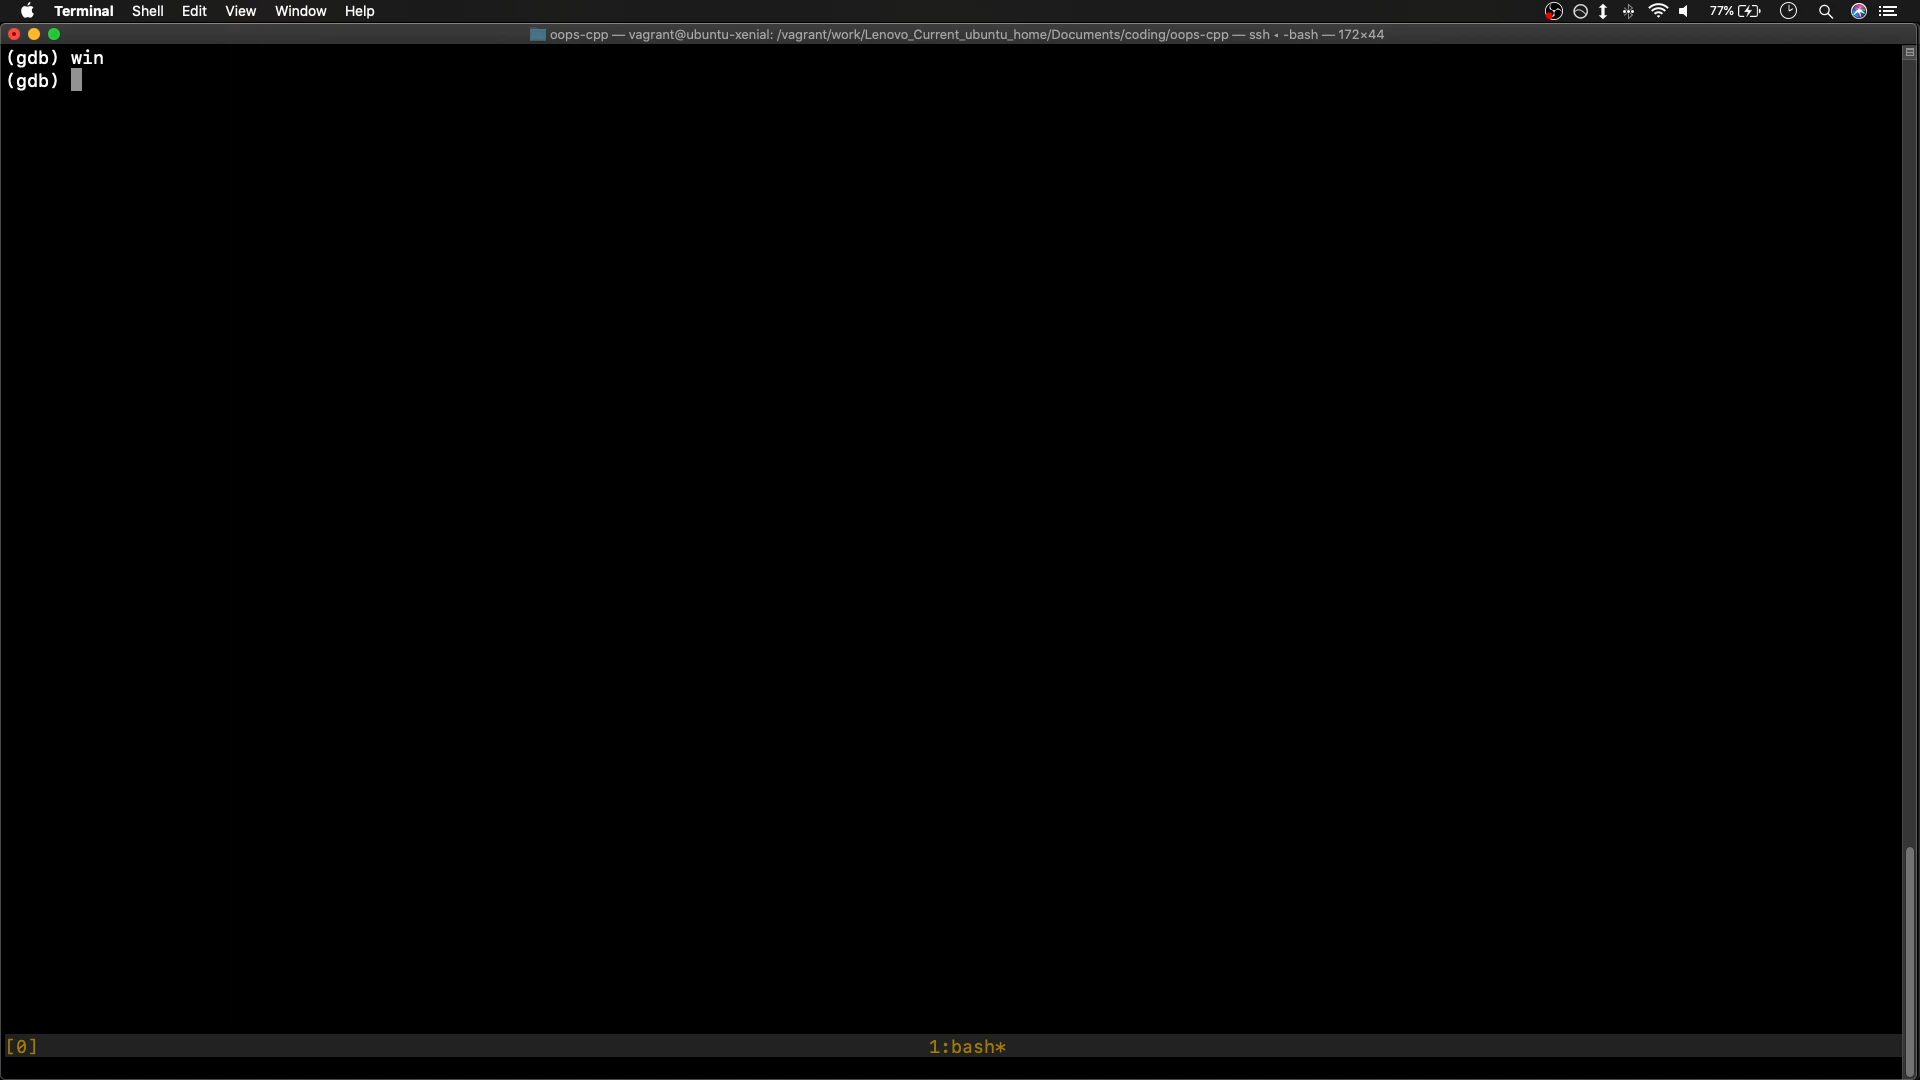 Terminal Shell Edit View Window Help 77%
oops-cpp — vagrant@ubuntu-xenial: /vagrant/work/Lenovo_Current_ubuntu_home/Documents/coding/oops-cpp — ssh ◂ -bash — 172×44
(gdb) win
(gdb)
[0] 1:bash*